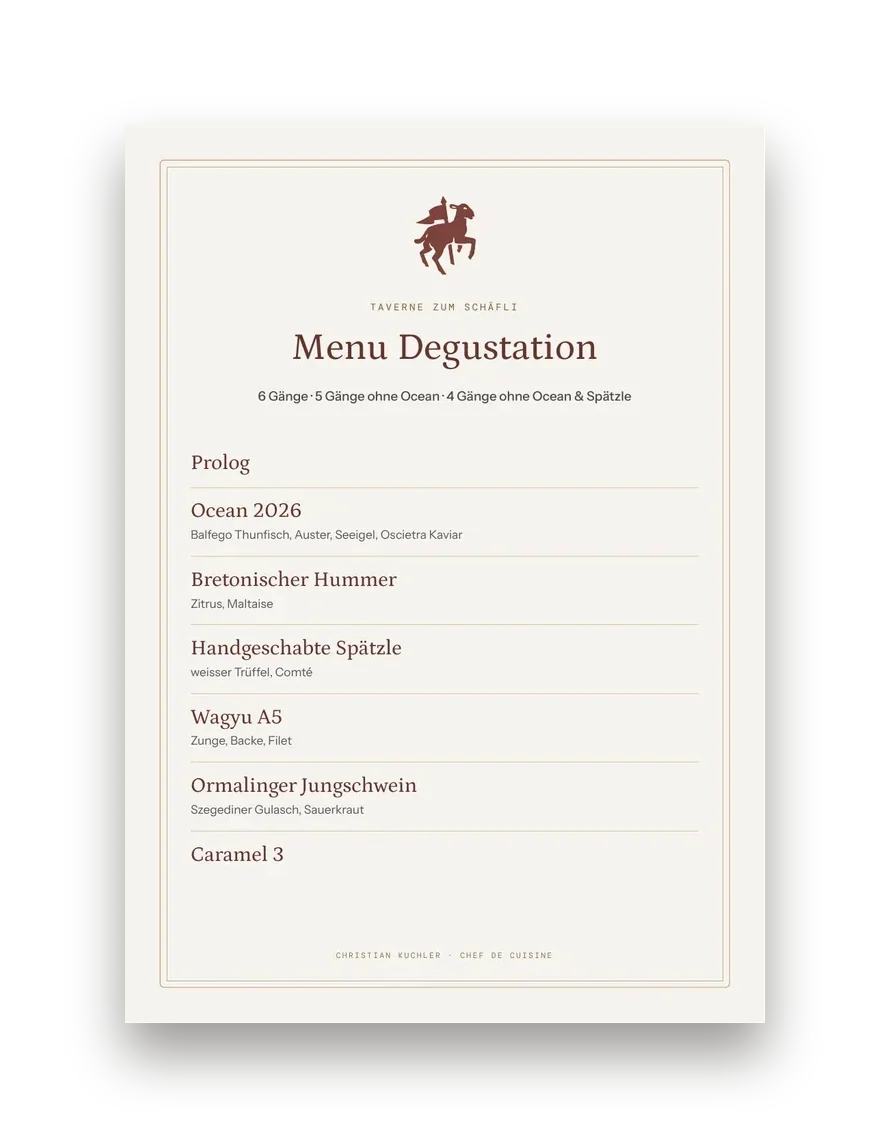 TAVERNE ZUM SCHÄFLI
Menu Degustation
6 Gänge · 5 Gänge ohne Ocean · 4 Gänge ohne Ocean & Spätzle
Prolog
Ocean 2026
Balfego Thunfisch, Auster, Seeigel, Oscietra Kaviar
Bretonischer Hummer
Zitrus, Maltaise
Handgeschabte Spätzle
weisser Trüffel, Comté
Wagyu A5
Zunge, Backe, Filet
Ormalinger Jungschwein
Szegediner Gulasch, Sauerkraut
Caramel 3
CHRISTIAN KUCHLER · CHEF DE CUISINE